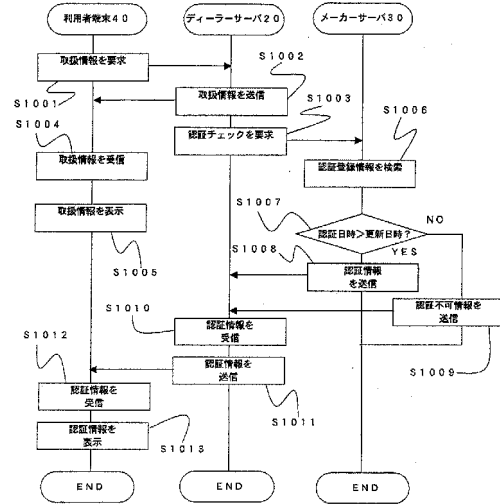 利用者端末40
ディーラーサーバ20
メーカーサーバ30
取扱情報を要求
S1001
S1002
取扱情報を送信
S1003
S1004
認証チェックを要求
S1006
取扱情報を受信
認証登録情報を検索
S1007
取扱情報を表示
認証日時>更新日時?
NO
YES
S1005
S1008
認証情報
を送信
S1010
認証不可情報を
送信
認証情報を
受信
S1012
S1009
認証情報を
送信
認証情報を
受信
S1011
認証情報を
表示
S1013
END
END
END